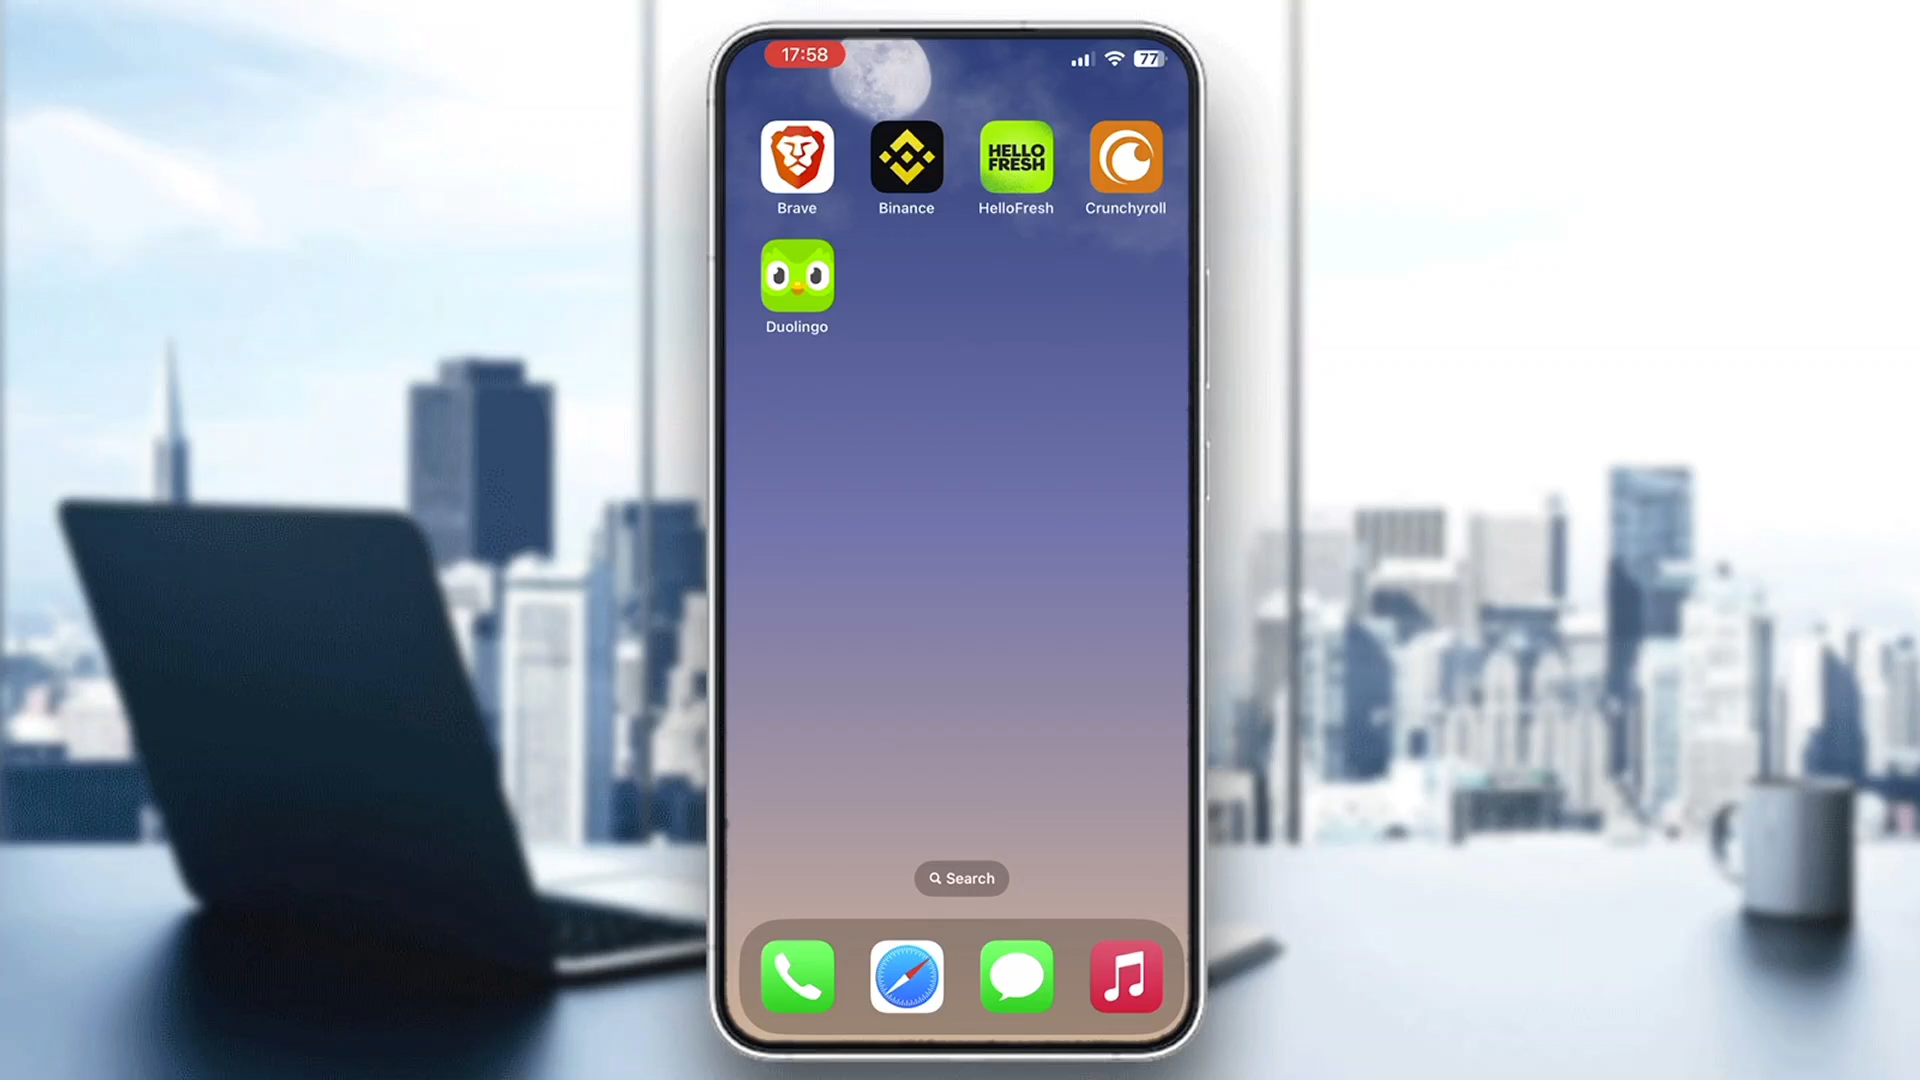 17:58
77
HELLO
FRESH
Brave
Binance
HelloFresh
Crunchyroll
Duolingo
Search